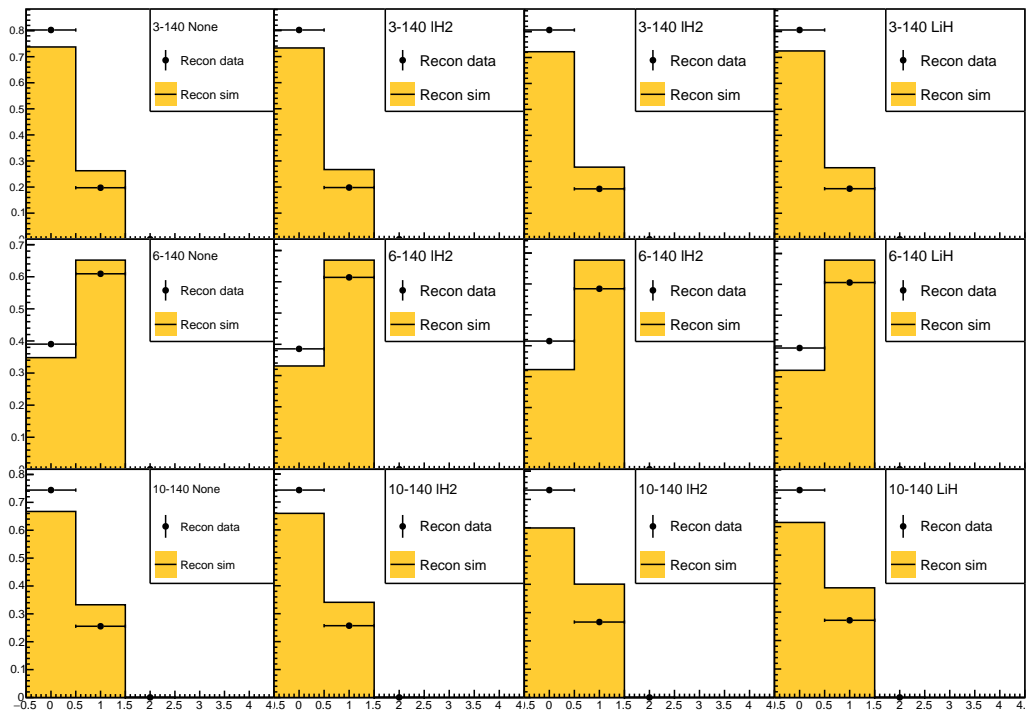 3-140 None
Recon data
Recon sim
3-140 lH2
Recon data
Recon sim
3-140 lH2
Recon data
Recon sim
3-140 LiH
Recon data
Recon sim
0.8
0.7
0.6
0.5
0.4
0.3
0.2
0.1
6-140 None
Recon data
Recon sim
6-140 lH2
Recon data
Recon sim
6-140 lH2
Recon data
Recon sim
6-140 LiH
Recon data
Recon sim
0.7
0.6
0.5
0.4
0.3
0.2
0.1
10-140 None
Recon data
Recon sim
10-140 lH2
Recon data
Recon sim
10-140 lH2
Recon data
Recon sim
10-140 LiH
Recon data
Recon sim
0.8
0.7
0.6
0.5
0.4
0.3
0.2
0.1
0
0 0.5 1 1.5 2 2.5 3 3.5 4
0 0.5 1 1.5 2 2.5 3 3.5 4
0 0.5 1 1.5 2 2.5 3 3.5 4
0 0.5 1 1.5 2 2.5 3 3.5 4